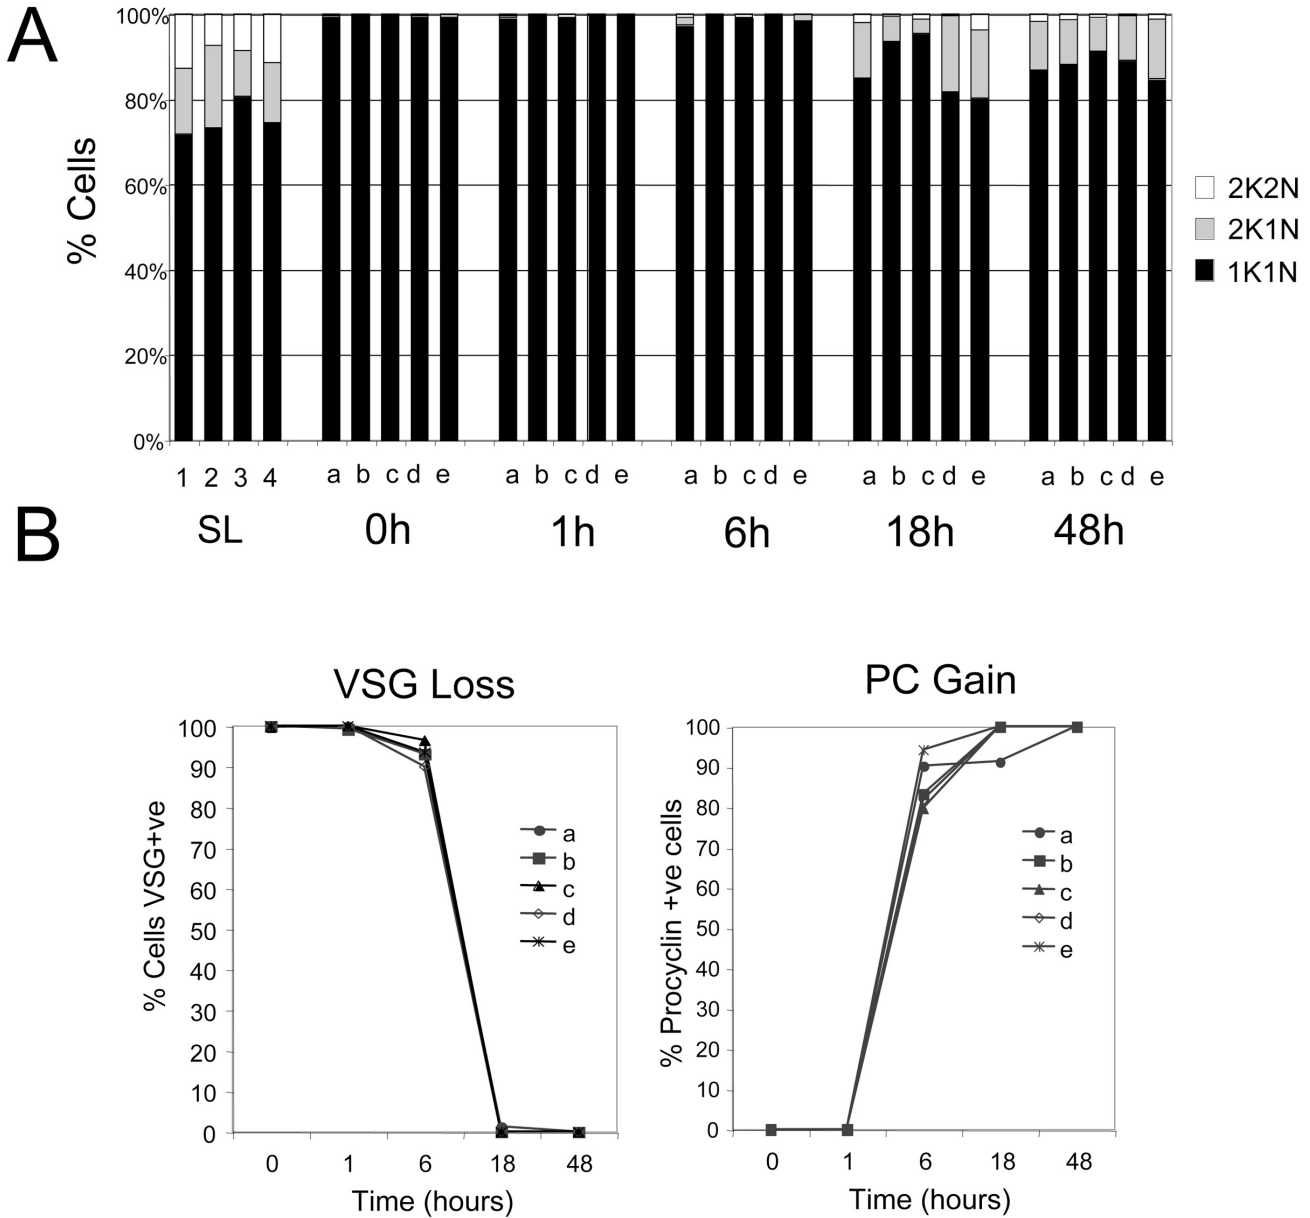 A
% Cells
100%
80%
60%
40%
20%
0%
2K2N
2K1N
1K1N
1 2 3 4 a b c d e a b c d e a b c d e a b c d e a b c d e
SL 0h 1h 6h 18h 48h
B
VSG Loss
% Cells VSG+ve
100
90
80
70
60
50
40
30
20
10
0
a
b
c
d
e
0 1 6 18 48
Time (hours)
PC Gain
% Procyclin +ve cells
100
90
80
70
60
50
40
30
20
10
0
a
b
c
d
e
0 1 6 18 48
Time (hours)